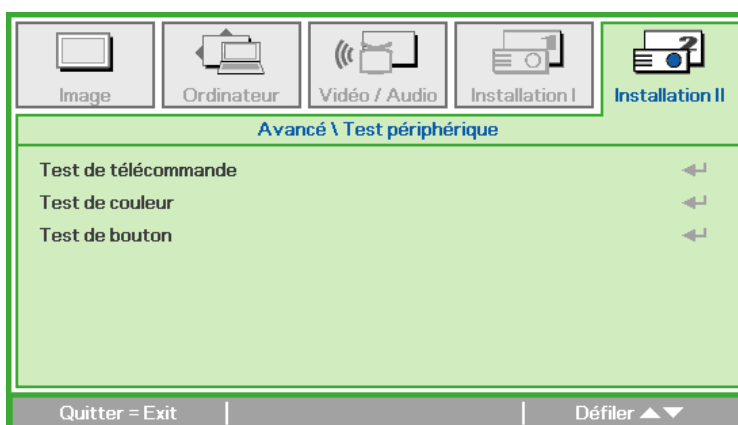 Image Ordinateur Vidéo / Audio Installation I Installation II
Avancé \ Test périphérique
Test de télécommande
Test de couleur
Test de bouton
Quitter = Exit Défiler ▲▼